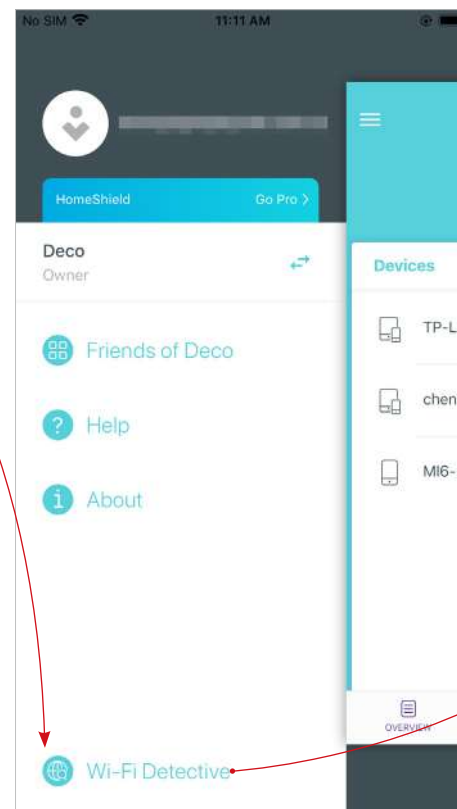 No SIM 11:11 AM
HomeShield Go Pro >
Deco
Owner
Devices
Friends of Deco
TP-L
Help
chen
About
MI6-
OVERVIEW
Wi-Fi Detective